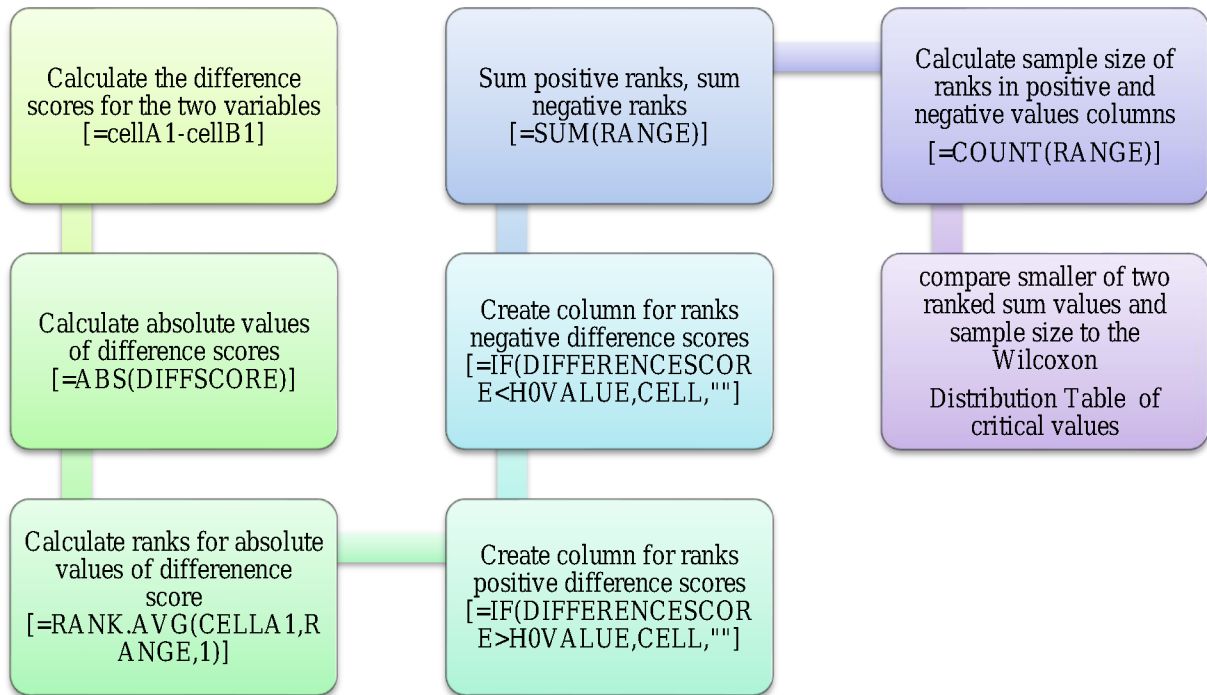 Calculate the difference
scores for the two variables
[=cellA1-cellB1]
Calculate absolute values
of difference scores
[=ABS(DIFFSCORE)]
Calculate ranks for absolute
values of differenence
score
[=RANK.AVG(CELLA1,R
ANGE,1)]
Create column for ranks
positive difference scores
[=IF(DIFFERENCESCOR
E>H0VALUE,CELL,""]
Create column for ranks
negative difference scores
[=IF(DIFFERENCESCOR
E<H0VALUE,CELL,""]
Sum positive ranks, sum
negative ranks
[=SUM(RANGE)]
Calculate sample size of
ranks in positive and
negative values columns
[=COUNT(RANGE)]
compare smaller of two
ranked sum values and
sample size to the
Wilcoxon
Distribution Table of
critical values